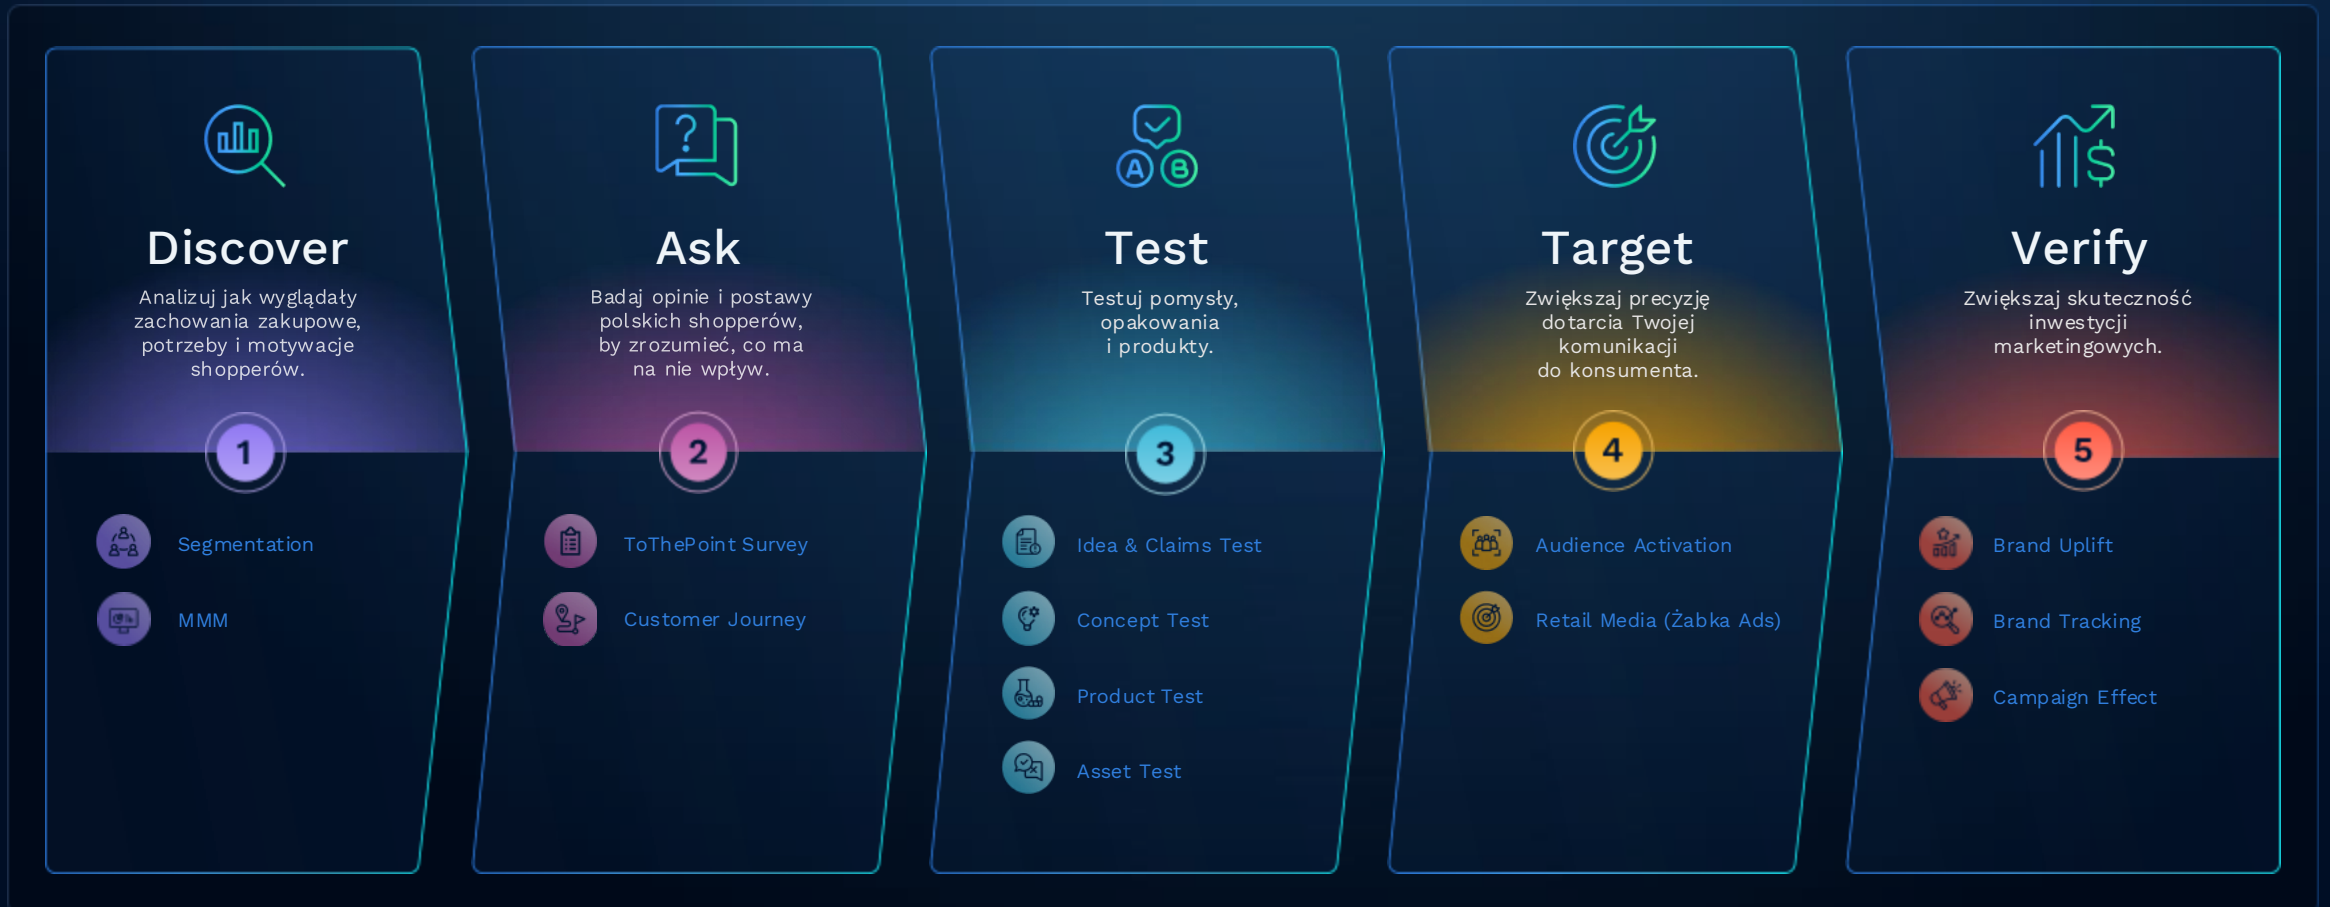 Discover
Analizuj jak wyglądały
zachowania zakupowe,
potrzeby i motywacje
shopperów.
1
Segmentation
MMM
?
Ask
Badaj opinie i postawy
polskich shopperów,
by zrozumieć, co ma
na nie wpływ.
2
ToThePoint Survey
Customer Journey
A B
Test
Testuj pomysły,
opakowania
i produkty.
3
Idea & Claims Test
Concept Test
Product Test
Asset Test
Target
Zwiększaj precyzję
dotarcia Twojej
komunikacji
do konsumenta.
4
Audience Activation
Retail Media (Żabka Ads)
$
Verify
Zwiększaj skuteczność
inwestycji
marketingowych.
5
Brand Uplift
Brand Tracking
Campaign Effect